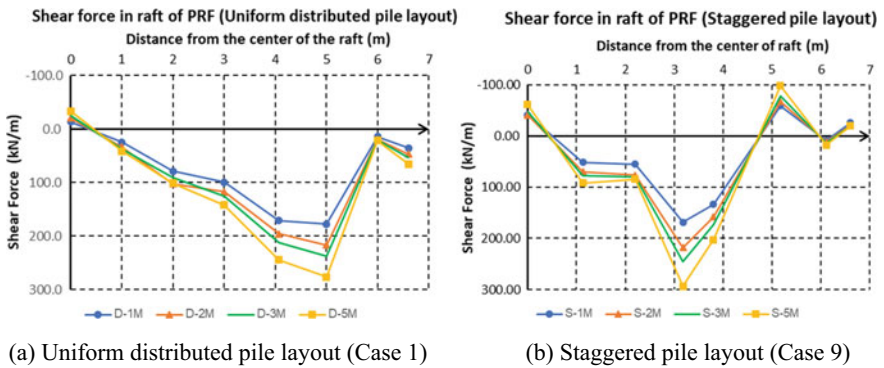 Shear force in raft of PRF (Uniform distributed pile layout)
Distance from the center of the raft (m)
0 1 2 3 4 5 6 7
-100.0
0.0
100.0
200.0
300.0
Shear Force (kN/m)
D-1M D-2M D-3M D-5M
(a) Uniform distributed pile layout (Case 1)
Shear force in raft of PRF (Staggered pile layout)
Distance from the center of raft (m)
0 1 2 3 4 5 6 7
-100.00
0.00
100.00
200.00
300.00
Shear Force (kN/m)
S-1M S-2M S-3M S-5M
(b) Staggered pile layout (Case 9)